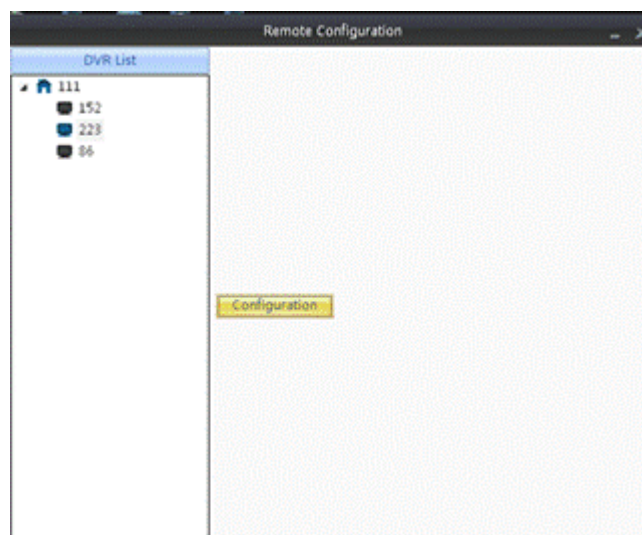 Remote Configuration
DVR List
111
152
223
86
Configuration